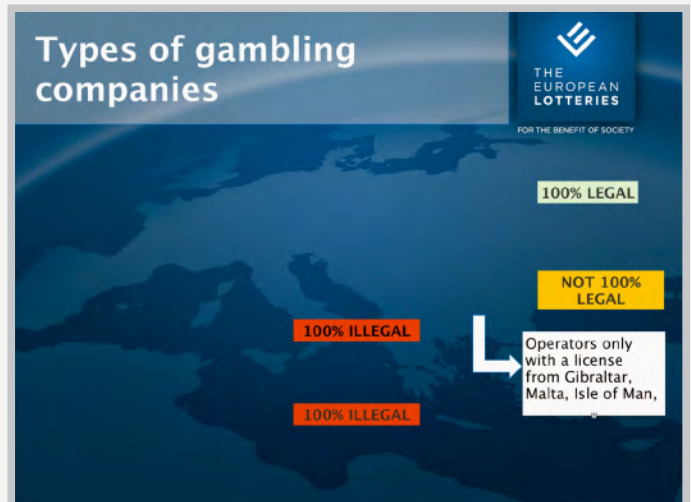 Types of gambling
companies
THE
EUROPEAN
LOTTERIES
FOR THE BENEFIT OF SOCIETY
100% LEGAL
NOT 100%
LEGAL
100% ILLEGAL
Operators only
with a license
from Gibraltar,
Malta, Isle of Man,
100% ILLEGAL